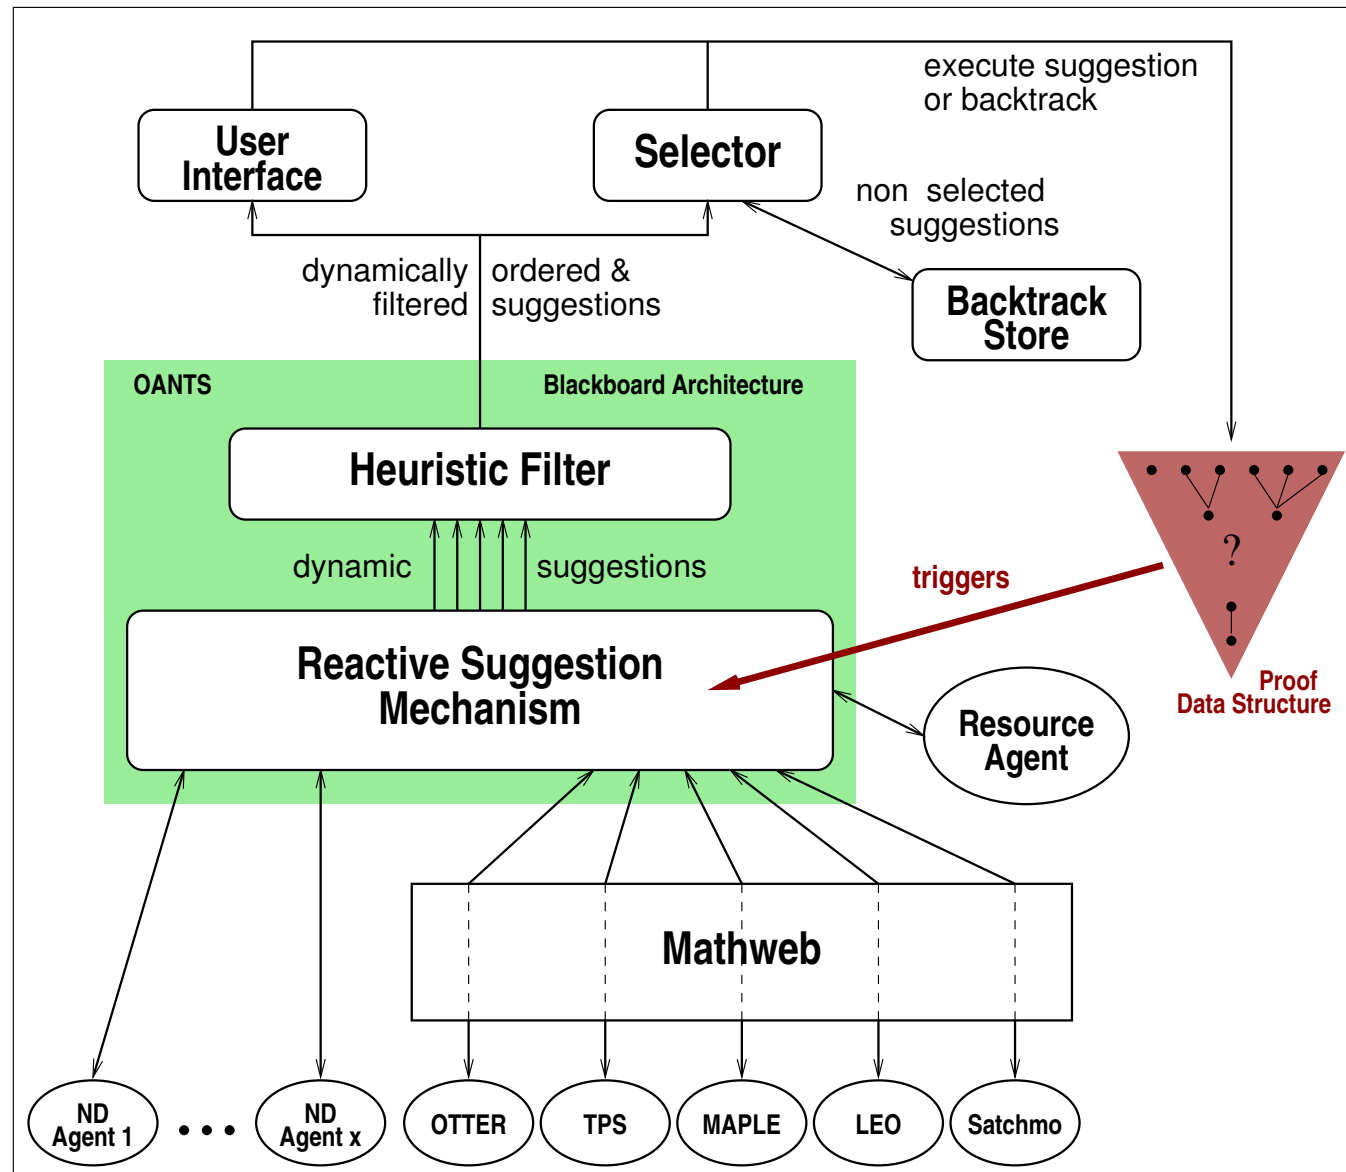 execute suggestion
or backtrack
User
Interface
Selector
non selected
suggestions
dynamically
filtered
ordered &
suggestions
Backtrack
Store
OANTS
Blackboard Architecture
Heuristic Filter
dynamic
suggestions
?
triggers
Reactive Suggestion
Mechanism
Proof
Data Structure
Resource
Agent
Mathweb
ND
Agent 1
• • •
ND
Agent x
OTTER
TPS
MAPLE
LEO
Satchmo